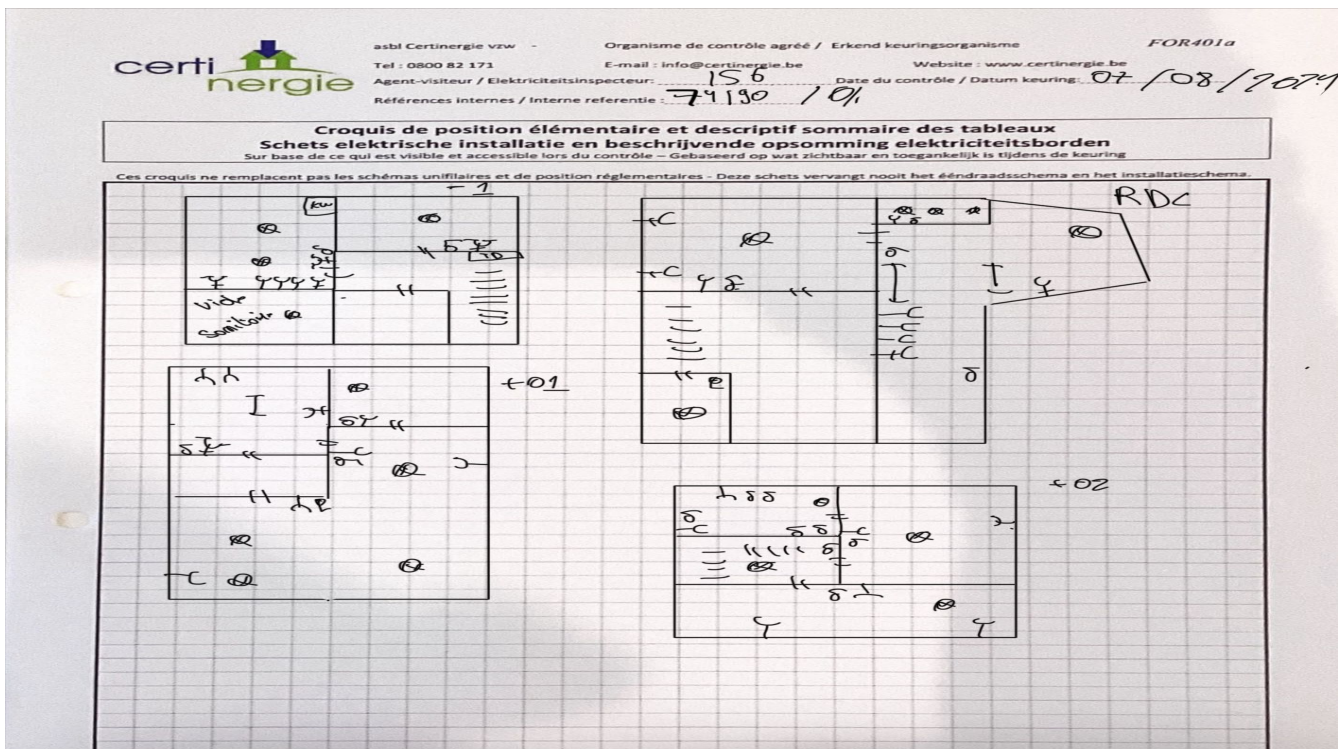 certinergie
asbl Certinergie vzw - Organisme de contrôle agréé / Erkend keuringsorganisme FOR401a
Tel : 0800 82 171 E-mail : info@certinergie.be Website : www.certinergie.be
Agent-visiteur / Elektriciteitsinspecteur: 156 Date du contrôle / Datum keuring: 07/08/2024
Références internes / Interne referentie :
Croquis de position élémentaire et descriptif sommaire des tableaux
Schets elektrische installatie en beschrijvende opsomming elektriciteitsborden
Sur base de ce qui est visible et accessible lors du contrôle – Gebaseerd op wat zichtbaar en toegankelijk is tijdens de keuring
Ces croquis ne remplacent pas les schémas unifilaires et de position réglementaires - Deze schets vervangt nooit het ééndraadsschema en het installatieschema.
-1
RDC
TD
Vide
Sanitaire
+01
+02